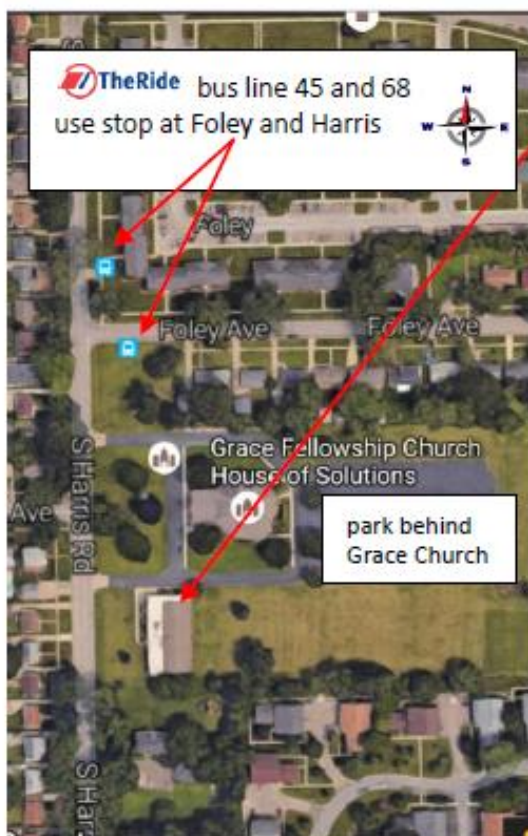 TheRide bus line 45 and 68
use stop at Foley and Harris
N
W E
S
Foley
Foley Ave Foley Ave
Grace Fellowship Church
House of Solutions
S Harris Rd
Ave
park behind
Grace Church